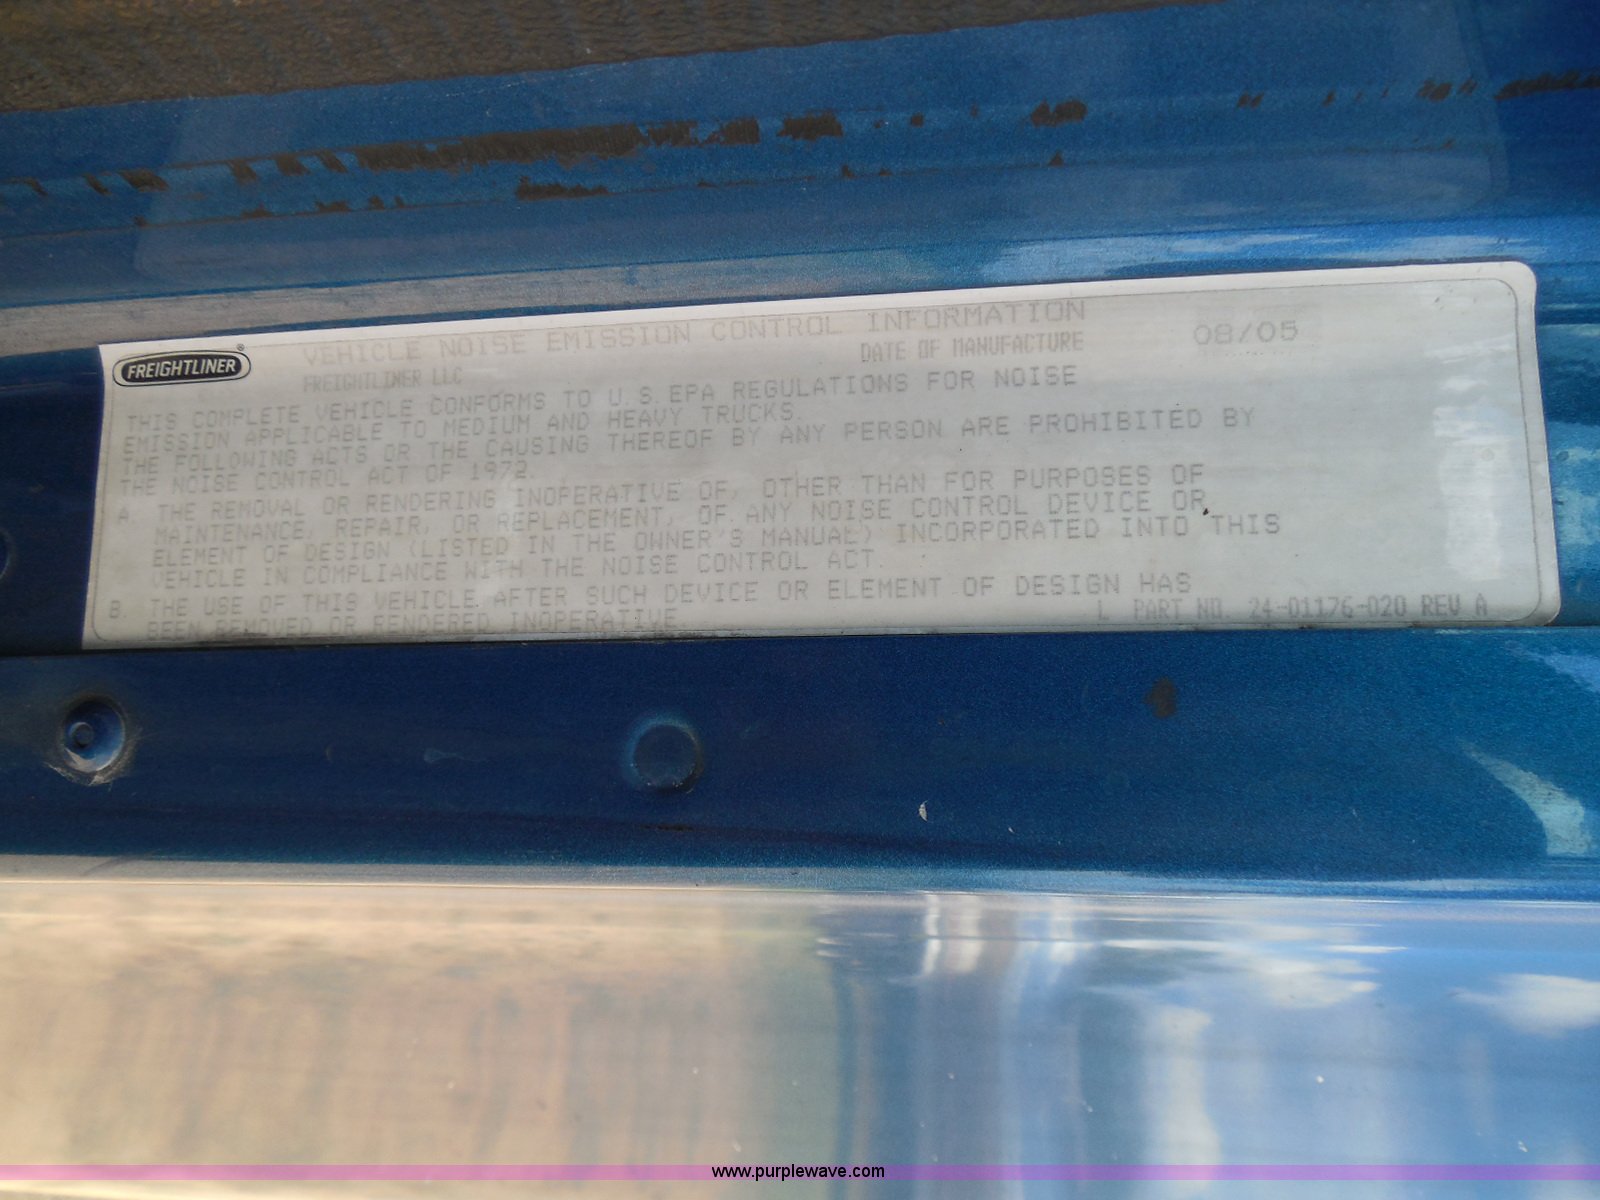 FREIGHTLINER®
VEHICLE NOISE EMISSION CONTROL INFORMATION
FREIGHTLINER LLC
DATE OF MANUFACTURE 08/05
THIS COMPLETE VEHICLE CONFORMS TO U.S.EPA REGULATIONS FOR NOISE
EMISSION APPLICABLE TO MEDIUM AND HEAVY TRUCKS.
THE FOLLOWING ACTS OR THE CAUSING THEREOF BY ANY PERSON ARE PROHIBITED BY
THE NOISE CONTROL ACT OF 1972.
A. THE REMOVAL OR RENDERING INOPERATIVE OF, OTHER THAN FOR PURPOSES OF
MAINTENANCE, REPAIR, OR REPLACEMENT, OF ANY NOISE CONTROL DEVICE OR
ELEMENT OF DESIGN (LISTED IN THE OWNER'S MANUAL) INCORPORATED INTO THIS
VEHICLE IN COMPLIANCE WITH THE NOISE CONTROL ACT.
B. THE USE OF THIS VEHICLE AFTER SUCH DEVICE OR ELEMENT OF DESIGN HAS
BEEN REMOVED OR RENDERED INOPERATIVE
L PART NO. 24-01176-020 REV A
www.purplewave.com